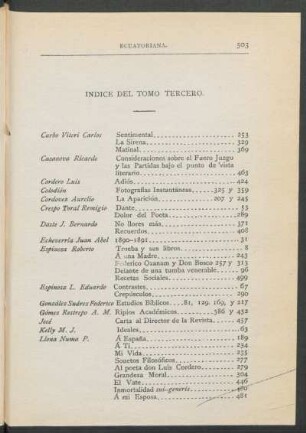 ECUATORIANA. 503
INDICE DEL TOMO TERCERO.
Carbo Viteri Carlos Sentimental 253
La Sirena 329
Matinal 369
Casanova Ricardo Consideraciones sobre el Fuero Juzgo
y las Partidas bajo el punto de vista
literario 463
Cordero Luis Adiós 424
Colodión Fotografías Instantáneas, 325 y 359
Cordovez Aurelio La Aparición, 207 y 245
Crespo Toral Remigio Dante, 53
Dolor del Poeta 189
Daste J. Bernardo No llores más, 371
Recuerdos, 408
Echeverría Juan Abel 1890-1891 31
Espinosa Roberto Trueba y sus libros, 8
Á una Madre, 243
Federico Ozanam y Don Bosco 257 y 313
Delante de una tumba venerable, 96
Recetas Sociales, 499
Espinosa L. Eduardo Contrastes, 67
Crepúsculos 290
González Suárez Federico Estudios Bíblicos, 81, 129, 169, y 217
Gómez Restrepo A. M. Ripios Académicos, 386 y 452
José Carta al Director de la Revista, 457
Kelly M. J. Ideales, 63
Llona Numa P. Á España, 189
Á Ti, 234
Mi Vida, 235
Sonetos Filosóficos, 277
Al poeta don Luis Cordero, 279
Grandeza Moral, 304
El Vate, 446
Inmortalidad sui-generis,
Á mi Esposa, 481